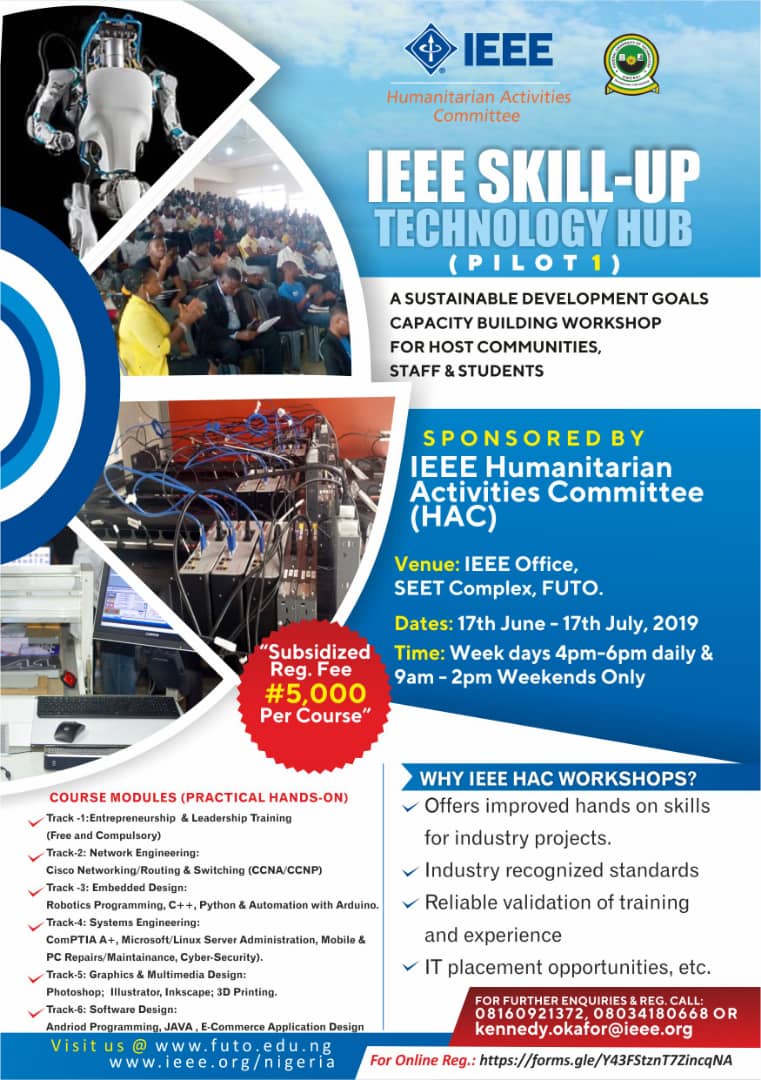 IEEE
Humanitarian Activities
Committee
IEEE SKILL-UP
TECHNOLOGY HUB
(PILOT 1)
A SUSTAINABLE DEVELOPMENT GOALS
CAPACITY BUILDING WORKSHOP
FOR HOST COMMUNITIES,
STAFF & STUDENTS
SPONSORED BY
IEEE Humanitarian
Activities Committee
(HAC)
Venue: IEEE Office,
SEET Complex, FUTO.
Dates: 17th June - 17th July, 2019
Time: Week days 4pm-6pm daily &
9am - 2pm Weekends Only
"Subsidized
Reg. Fee
#5,000
Per Course"
COURSE MODULES (PRACTICAL HANDS-ON)
Track -1:Entrepreneurship & Leadership Training
(Free and Compulsory)
Track-2: Network Engineering:
Cisco Networking/Routing & Switching (CCNA/CCNP)
Track -3: Embedded Design:
Robotics Programming, C++, Python & Automation with Arduino.
Track-4: Systems Engineering:
ComPTIA A+, Microsoft/Linux Server Administration, Mobile &
PC Repairs/Maintainance, Cyber-Security).
Track-5: Graphics & Multimedia Design:
Photoshop; Illustrator, Inkscape; 3D Printing.
Track-6: Software Design:
Andriod Programming, JAVA , E-Commerce Application Design
WHY IEEE HAC WORKSHOPS?
Offers improved hands on skills
for industry projects.
Industry recognized standards
Reliable validation of training
and experience
IT placement opportunities, etc.
FOR FURTHER ENQUIRIES & REG. CALL:
08160921372, 08034180668 OR
kennedy.okafor@ieee.org
Visit us @ www.futo.edu.ng
www.ieee.org/nigeria
For Online Reg.: https://forms.gle/Y43FStznT7ZincqNA